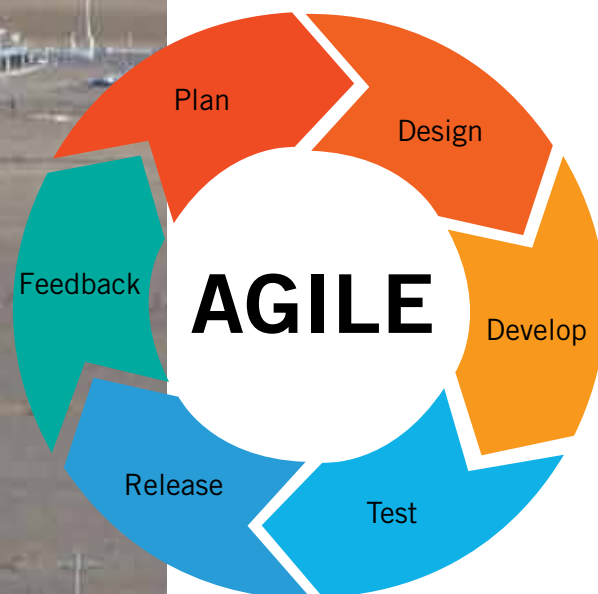 Plan
Design
Feedback
AGILE
Develop
Release
Test